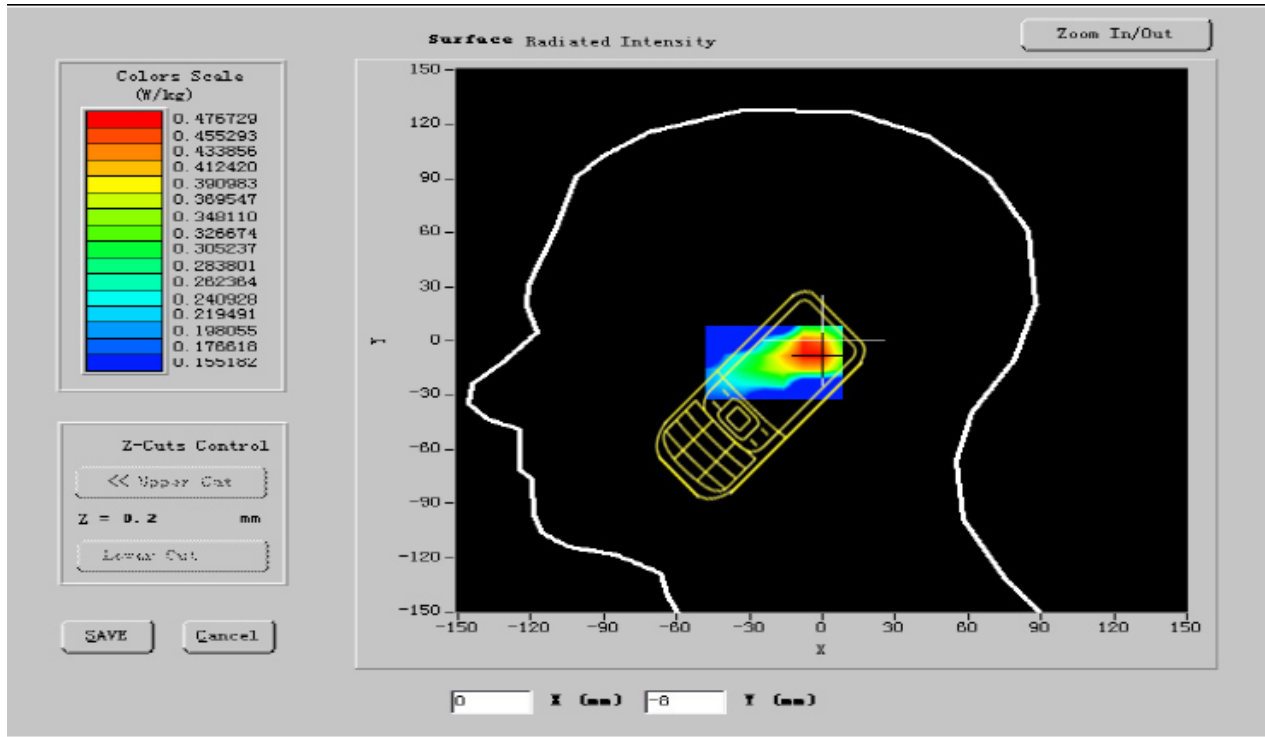 Surface Radiated Intensity
Zoom In/Out
Colors Scale
(W/kg)
0.476729
0.455293
0.433856
0.412420
0.390983
0.369547
0.348110
0.326674
0.305237
0.283801
0.262364
0.240928
0.219491
0.198055
0.176618
0.155182
Z-Cuts Control
<< Upper Cut
Z = 0.2 mm
Lower Cut
SAVE
Cancel
150
120
90
60
30
0
-30
-60
-90
-120
-150
Y
-150 -120 -90 -60 -30 0 30 60 90 120 150
X
0 X (mm) -8 Y (mm)